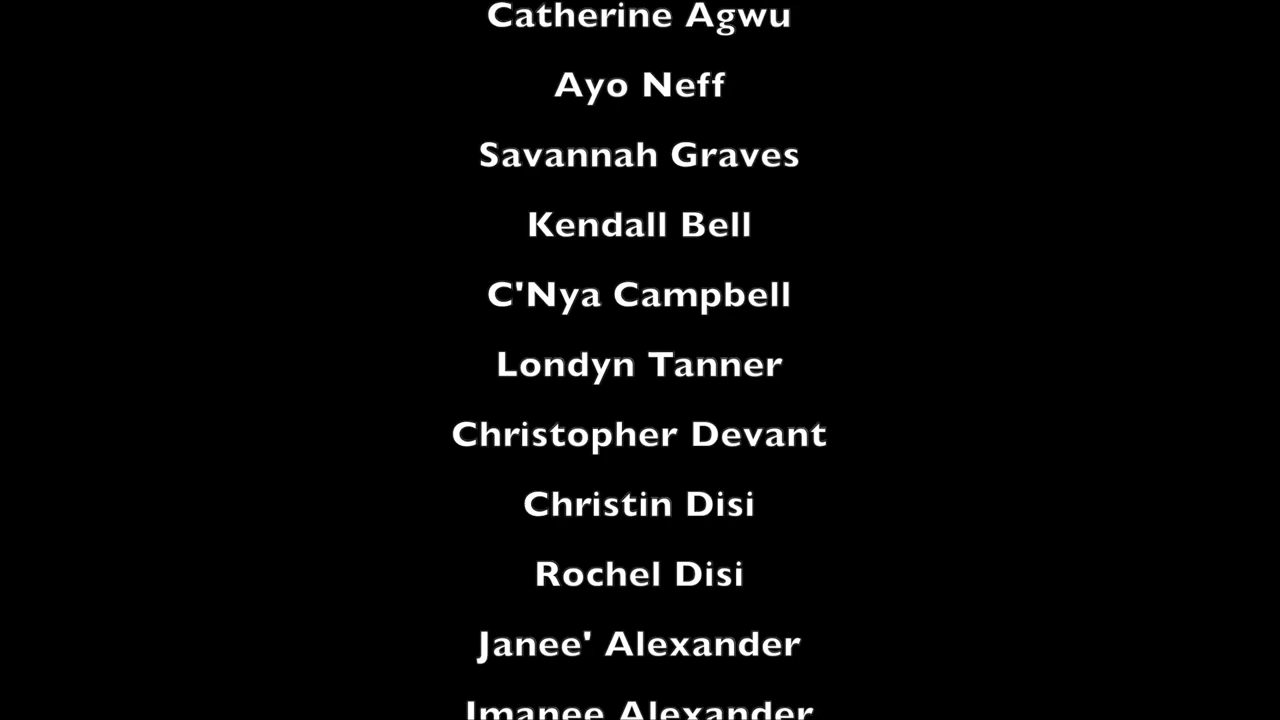 Catherine Agwu
Ayo Neff
Savannah Graves
Kendall Bell
C'Nya Campbell
Londyn Tanner
Christopher Devant
Christin Disi
Rochel Disi
Janee' Alexander
Imanee Alexander